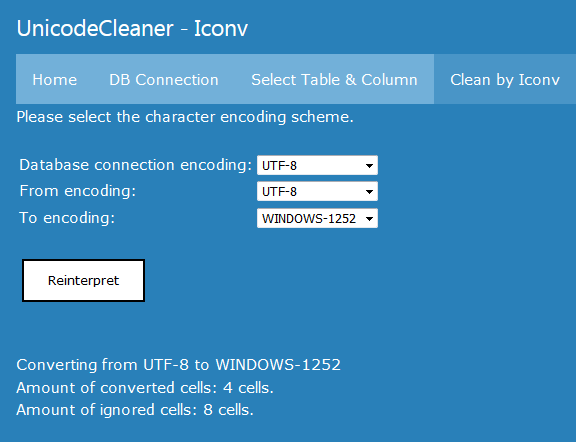 UnicodeCleaner - Iconv
Home DB Connection Select Table & Column Clean by Iconv
Please select the character encoding scheme.
Database connection encoding: UTF-8
From encoding: UTF-8
To encoding: WINDOWS-1252
Reinterpret
Converting from UTF-8 to WINDOWS-1252
Amount of converted cells: 4 cells.
Amount of ignored cells: 8 cells.